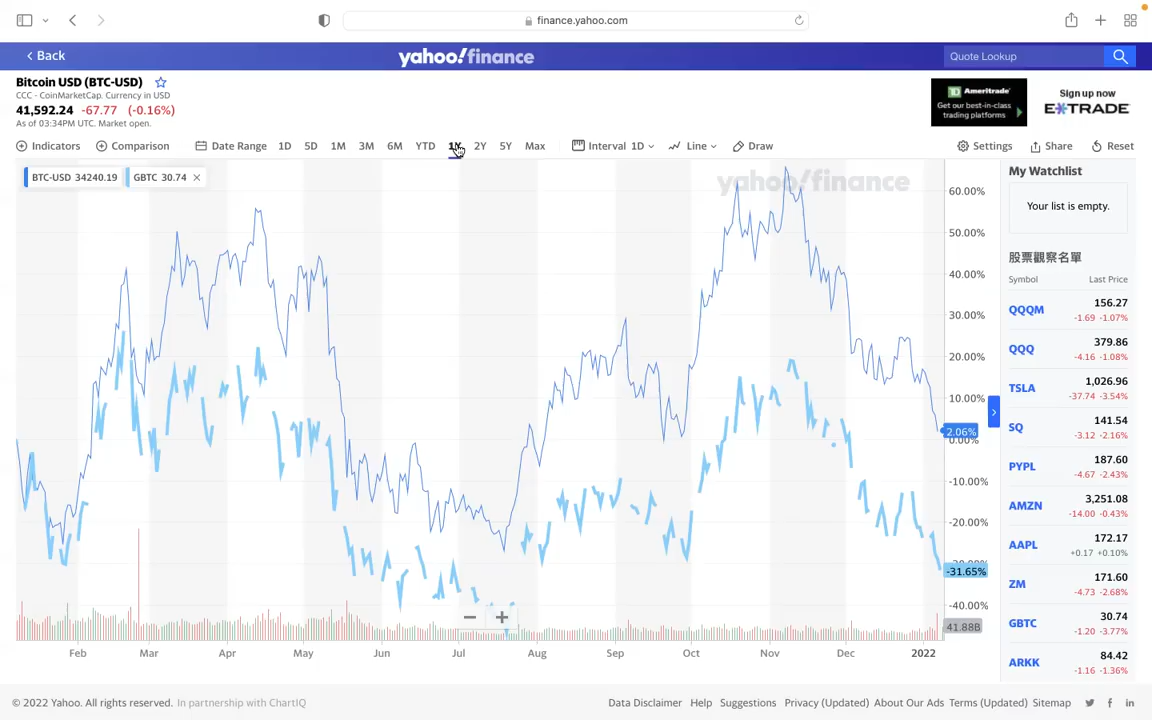 finance.yahoo.com
Back
yahoo!finance
Quote Lookup
Bitcoin USD (BTC-USD)
CCC - CoinMarketCap. Currency in USD
41,592.24 -67.77 (-0.16%)
As of 03:34PM UTC. Market open.
Ameritrade
Get our best-in-class
trading platforms
Sign up now
E*TRADE
Indicators Comparison Date Range 1D 5D 1M 3M 6M YTD 1Y 2Y 5Y Max Interval 1D Line Draw Settings Share Reset
BTC-USD 34240.19 GBTC 30.74
yahoo!finance
60.00%
50.00%
40.00%
30.00%
20.00%
10.00%
2.06%
0.00%
-10.00%
-20.00%
-31.65%
-40.00%
41.88B
Feb Mar Apr May Jun Jul Aug Sep Oct Nov Dec 2022
My Watchlist
Your list is empty.
股票觀察名單
Symbol Last Price
QQQM 156.27
-1.69 -1.07%
QQQ 379.86
-4.16 -1.08%
TSLA 1,026.96
-37.74 -3.54%
SQ 141.54
-3.12 -2.16%
PYPL 187.60
-4.67 -2.43%
AMZN 3,251.08
-14.00 -0.43%
AAPL 172.17
+0.17 +0.10%
ZM 171.60
-4.73 -2.68%
GBTC 30.74
-1.20 -3.77%
ARKK 84.42
-1.16 -1.36%
© 2022 Yahoo. All rights reserved. In partnership with ChartIQ
Data Disclaimer Help Suggestions Privacy (Updated) About Our Ads Terms (Updated) Sitemap